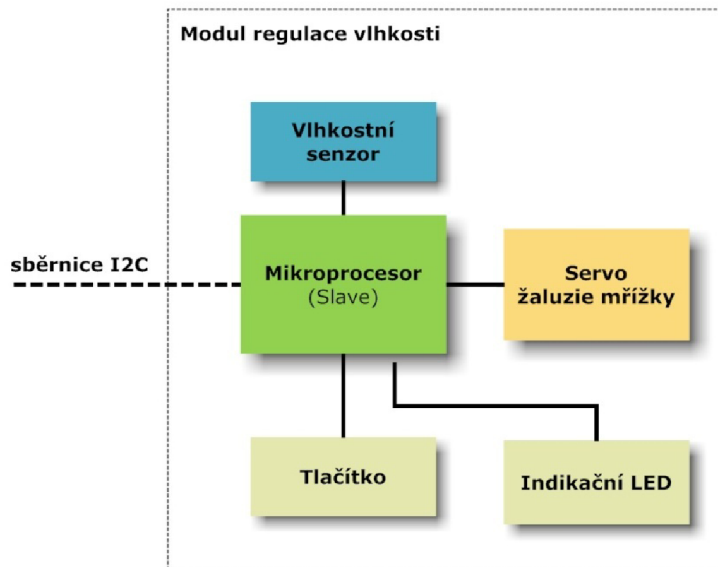 Modul regulace vlhkosti
Vlhkostní
senzor
sběrnice I2C
Mikroprocesor
(Slave)
Servo
žaluzie mřížky
Tlačítko
Indikační LED